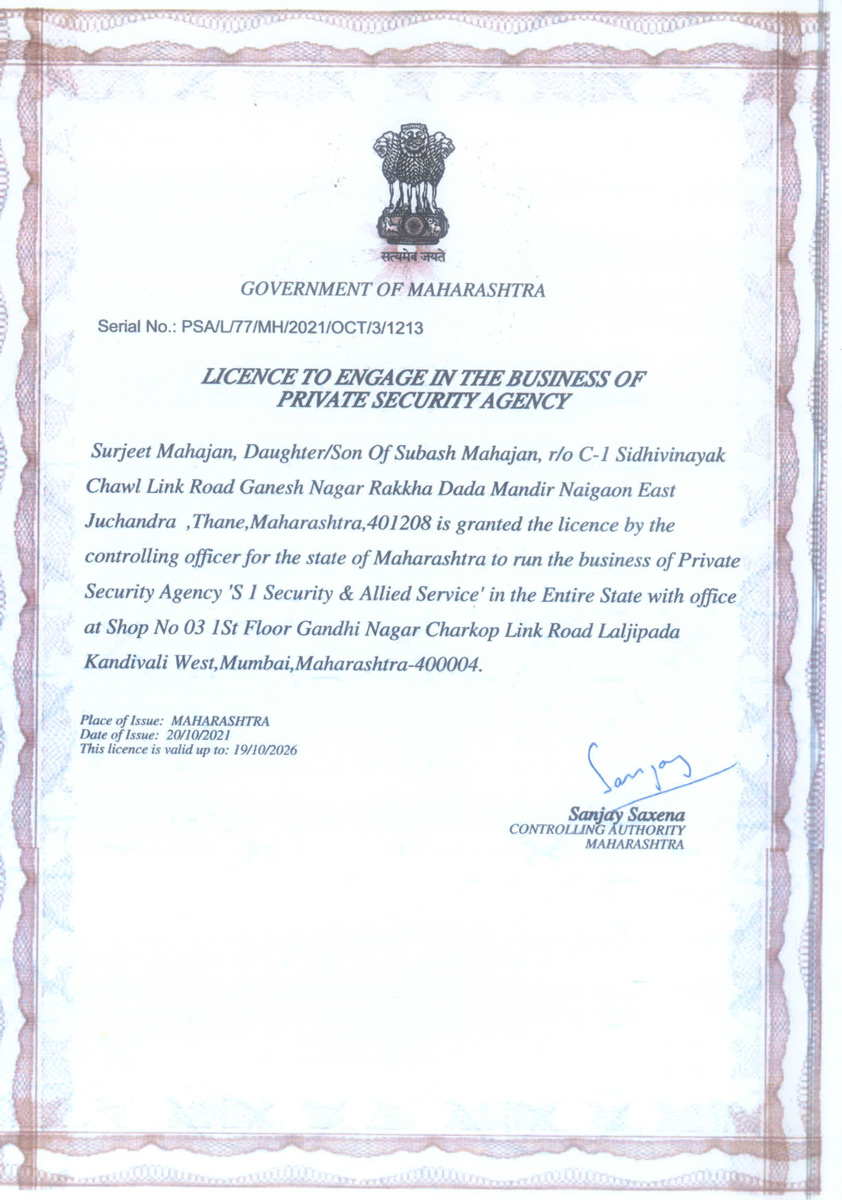 सत्यमेव जयते
GOVERNMENT OF MAHARASHTRA
Serial No.: PSA/L/77/MH/2021/OCT/3/1213
LICENCE TO ENGAGE IN THE BUSINESS OF
PRIVATE SECURITY AGENCY
Surjeet Mahajan, Daughter/Son Of Subash Mahajan, r/o C-1 Sidhivinayak
Chawl Link Road Ganesh Nagar Rakkha Dada Mandir Naigaon East
Juchandra ,Thane,Maharashtra,401208 is granted the licence by the
controlling officer for the state of Maharashtra to run the business of Private
Security Agency 'S 1 Security & Allied Service' in the Entire State with office
at Shop No 03 1St Floor Gandhi Nagar Charkop Link Road Laljipada
Kandivali West,Mumbai,Maharashtra-400004.
Place of Issue: MAHARASHTRA
Date of Issue: 20/10/2021
This licence is valid up to: 19/10/2026
Sanjay
Sanjay Saxena
CONTROLLING AUTHORITY
MAHARASHTRA